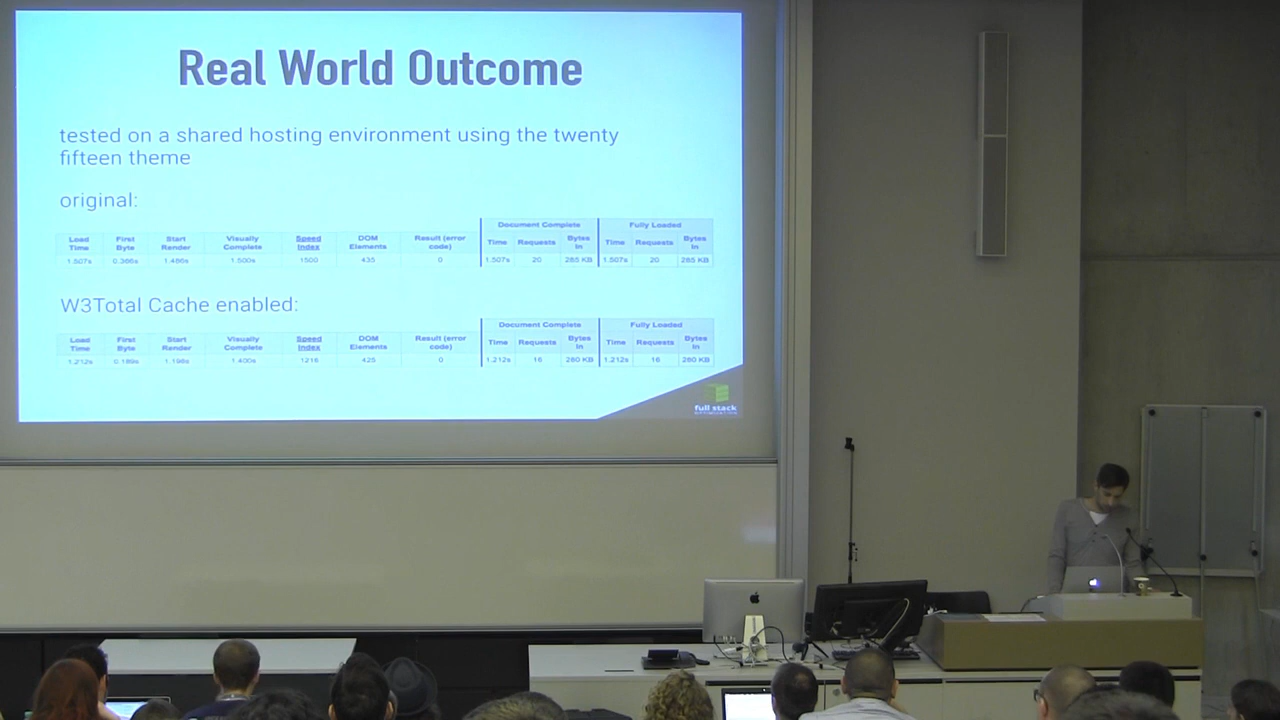 Real World Outcome
tested on a shared hosting environment using the twenty
fifteen theme
original:
Document Complete Fully Loaded
Load Time First Byte Start Render Visually Complete Speed Index DOM Elements Result (error code) Time Requests Bytes In Time Requests Bytes In
1.507s 0.366s 1.486s 1.500s 1500 435 0 1.507s 20 285 KB 1.507s 20 285 KB
W3Total Cache enabled:
Document Complete Fully Loaded
Load Time First Byte Start Render Visually Complete Speed Index DOM Elements Result (error code) Time Requests Bytes In Time Requests Bytes In
1.212s 0.189s 1.198s 1.400s 1216 425 0 1.212s 16 280 KB 1.212s 16 280 KB
full stack
OPTIMIZATION